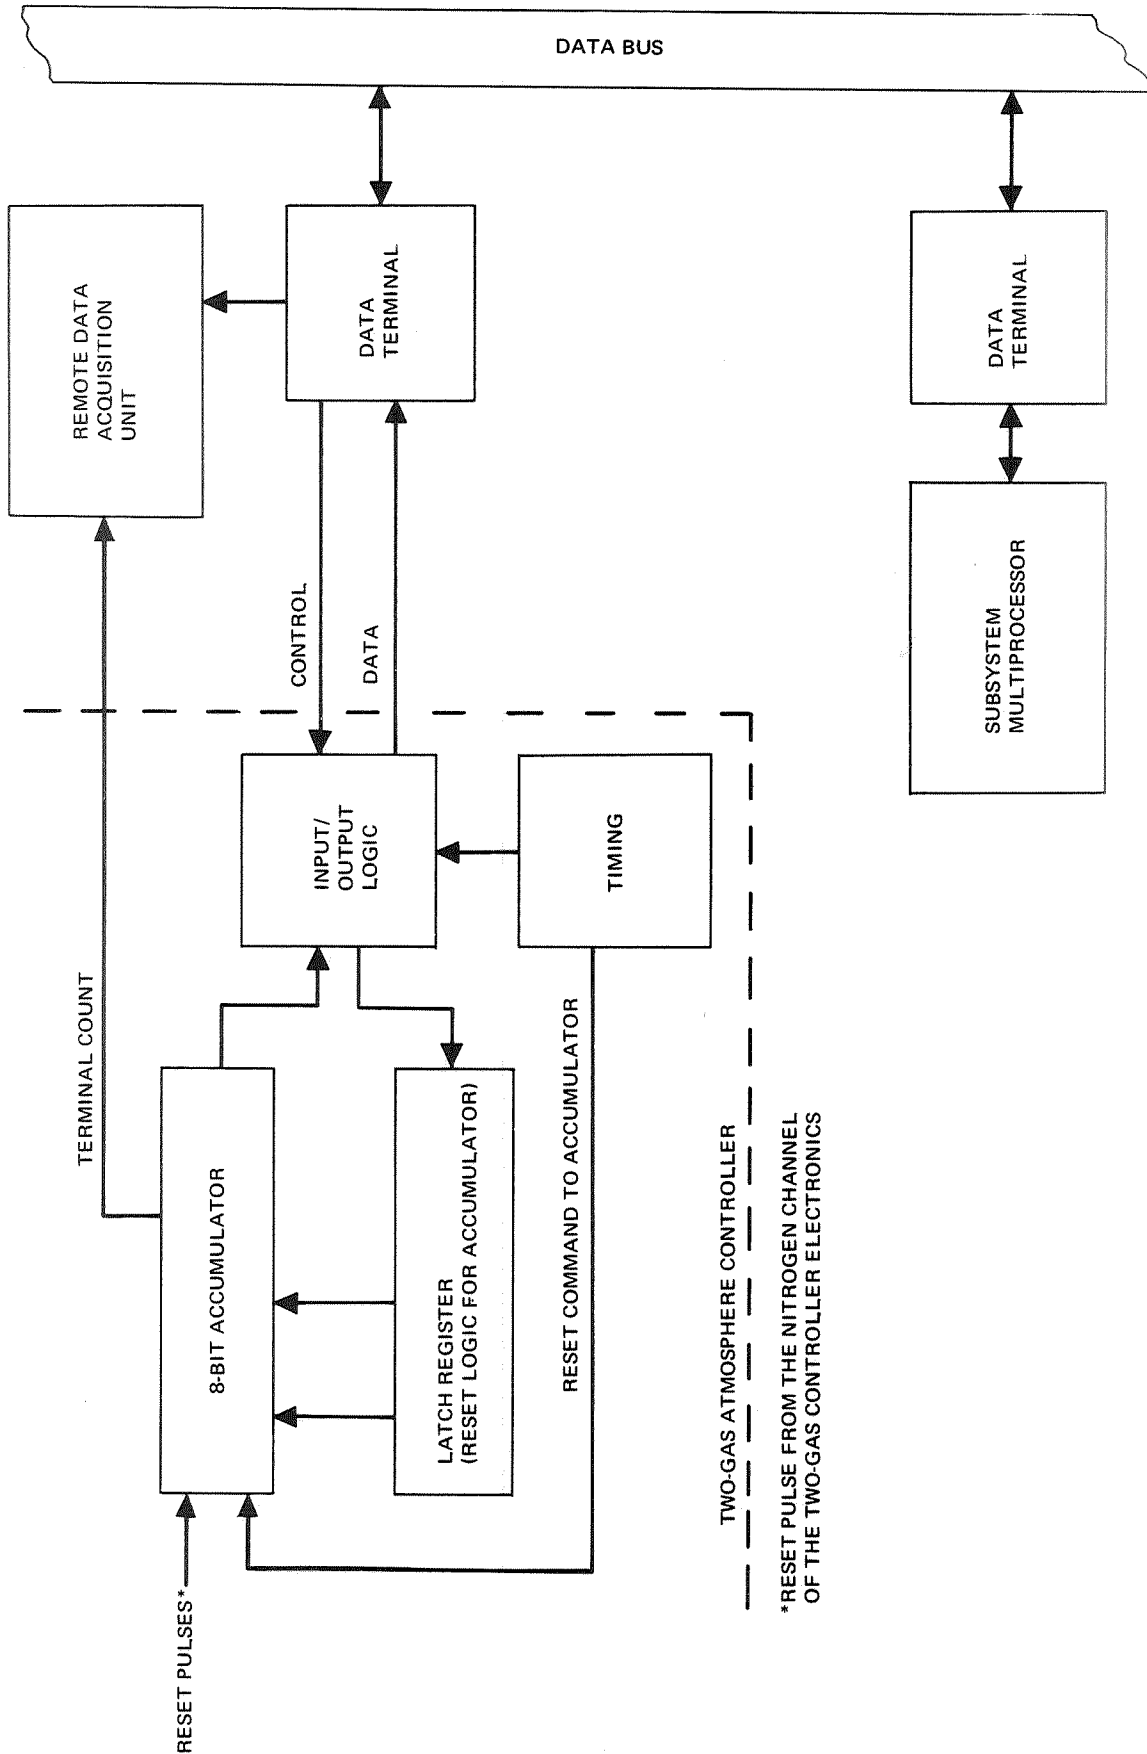 DATA BUS
REMOTE DATA
ACQUISITION
UNIT
DATA
TERMINAL
DATA
TERMINAL
TERMINAL COUNT
CONTROL
DATA
SUBSYSTEM
MULTIPROCESSOR
INPUT/
OUTPUT
LOGIC
TIMING
8-BIT ACCUMULATOR
LATCH REGISTER
(RESET LOGIC FOR ACCUMULATOR)
RESET COMMAND TO ACCUMULATOR
RESET PULSES*
TWO-GAS ATMOSPHERE CONTROLLER
*RESET PULSE FROM THE NITROGEN CHANNEL
OF THE TWO-GAS CONTROLLER ELECTRONICS